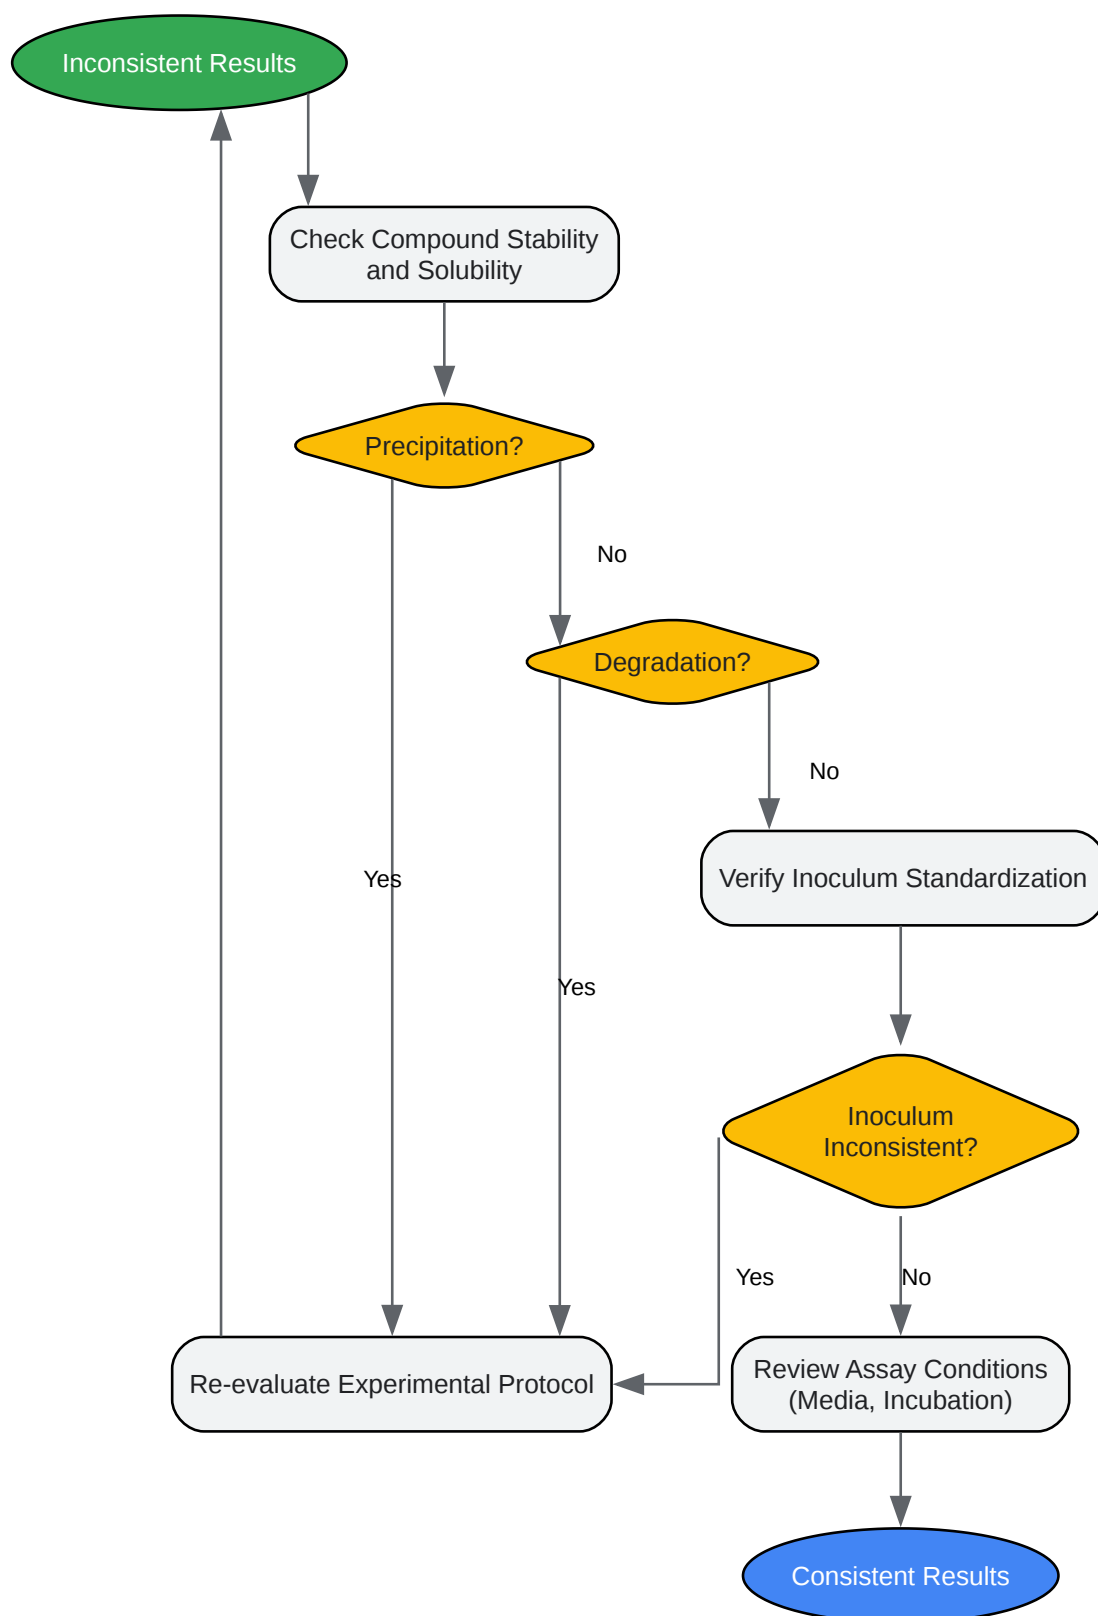 Inconsistent Results
Check Compound Stability
and Solubility
Precipitation?
No
Degradation?
No
Yes
Verify Inoculum Standardization
Yes
Inoculum
Inconsistent?
Yes
No
Re-evaluate Experimental Protocol
Review Assay Conditions
(Media, Incubation)
Consistent Results